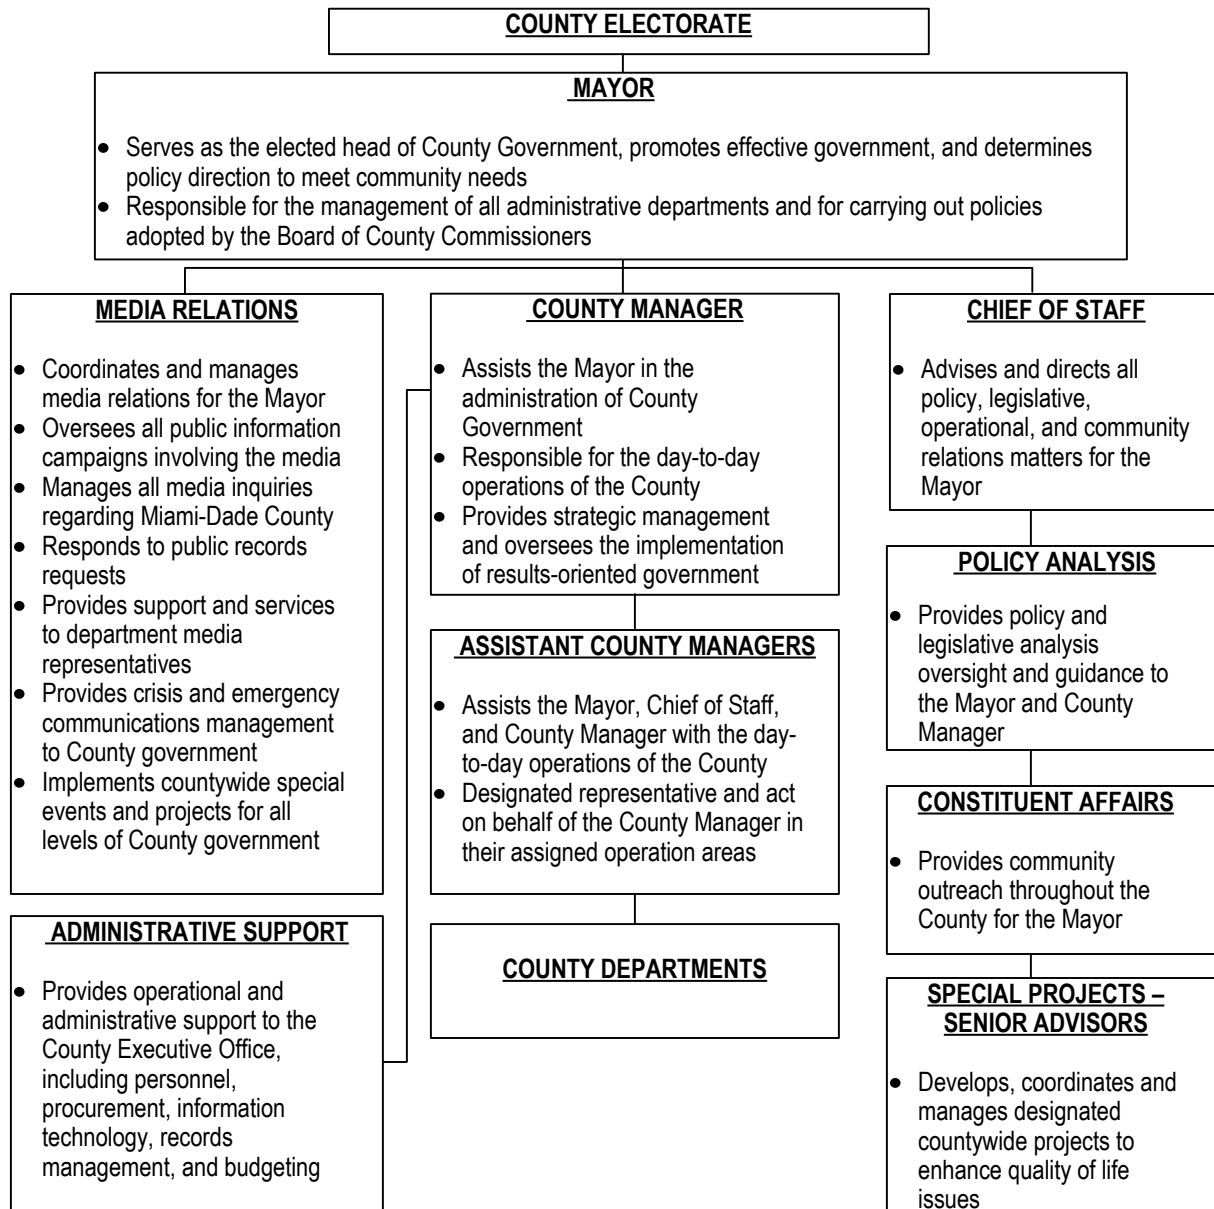 COUNTY ELECTORATE
MAYOR
• Serves as the elected head of County Government, promotes effective government, and determines
policy direction to meet community needs
• Responsible for the management of all administrative departments and for carrying out policies
adopted by the Board of County Commissioners
MEDIA RELATIONS
• Coordinates and manages
media relations for the Mayor
• Oversees all public information
campaigns involving the media
• Manages all media inquiries
regarding Miami-Dade County
• Responds to public records
requests
• Provides support and services
to department media
representatives
• Provides crisis and emergency
communications management
to County government
• Implements countywide special
events and projects for all
levels of County government
ADMINISTRATIVE SUPPORT
• Provides operational and
administrative support to the
County Executive Office,
including personnel,
procurement, information
technology, records
management, and budgeting
COUNTY MANAGER
• Assists the Mayor in the
administration of County
Government
• Responsible for the day-to-day
operations of the County
• Provides strategic management
and oversees the implementation
of results-oriented government
ASSISTANT COUNTY MANAGERS
• Assists the Mayor, Chief of Staff,
and County Manager with the day-
to-day operations of the County
• Designated representative and act
on behalf of the County Manager in
their assigned operation areas
COUNTY DEPARTMENTS
CHIEF OF STAFF
• Advises and directs all
policy, legislative,
operational, and community
relations matters for the
Mayor
POLICY ANALYSIS
• Provides policy and
legislative analysis
oversight and guidance to
the Mayor and County
Manager
CONSTITUENT AFFAIRS
• Provides community
outreach throughout the
County for the Mayor
SPECIAL PROJECTS –
SENIOR ADVISORS
• Develops, coordinates and
manages designated
countywide projects to
enhance quality of life
issues